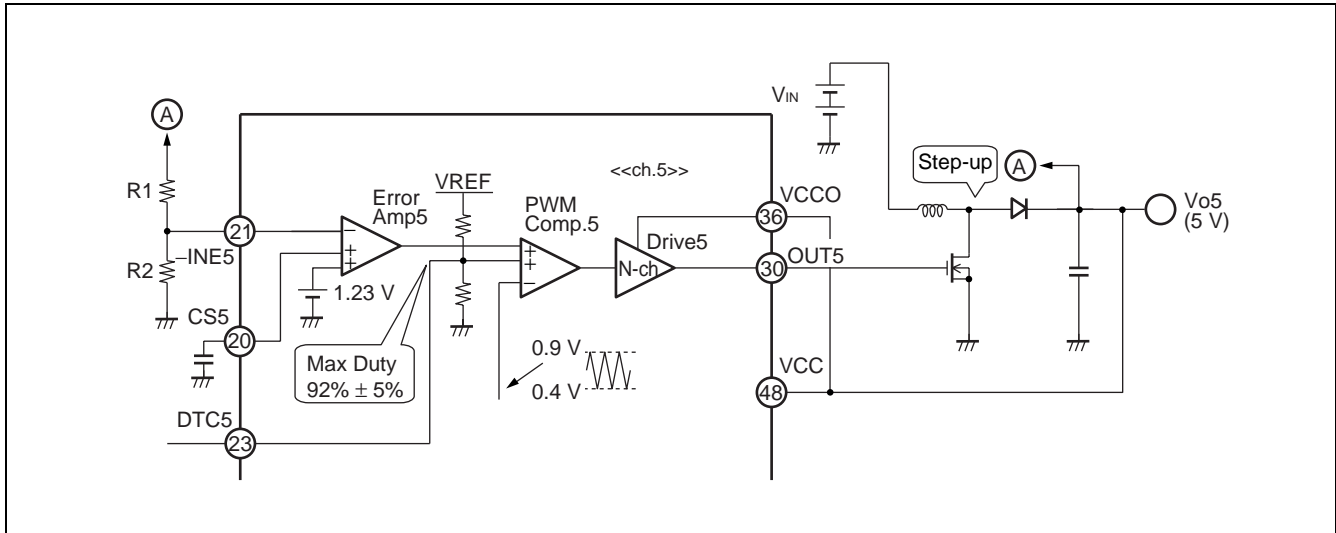 A
R1
R2
21
–INE5
CS5
20
DTC5
23
Error
Amp5
1.23 V
VREF
Max Duty
92% ± 5%
PWM
Comp.5
0.9 V
0.4 V
<<ch.5>>
Drive5
N-ch
VCCO
36
OUT5
30
VCC
48
VIN
Step-up
A
Vo5
(5 V)